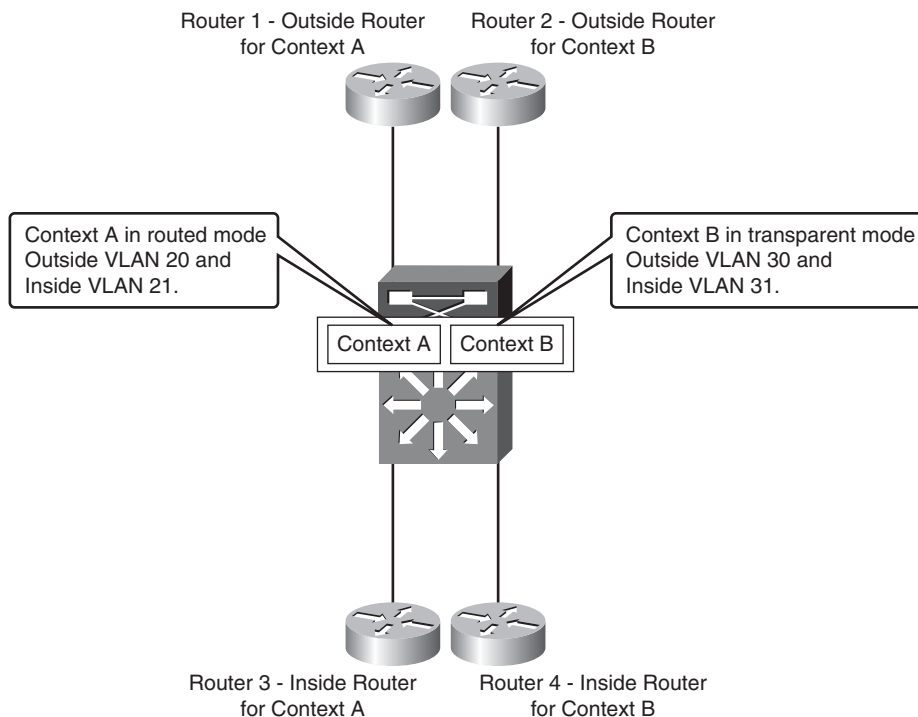 Router 1 - Outside Router
for Context A
Router 2 - Outside Router
for Context B
Context A in routed mode
Outside VLAN 20 and
Inside VLAN 21.
Context B in transparent mode
Outside VLAN 30 and
Inside VLAN 31.
Context A
Context B
Router 3 - Inside Router
for Context A
Router 4 - Inside Router
for Context B